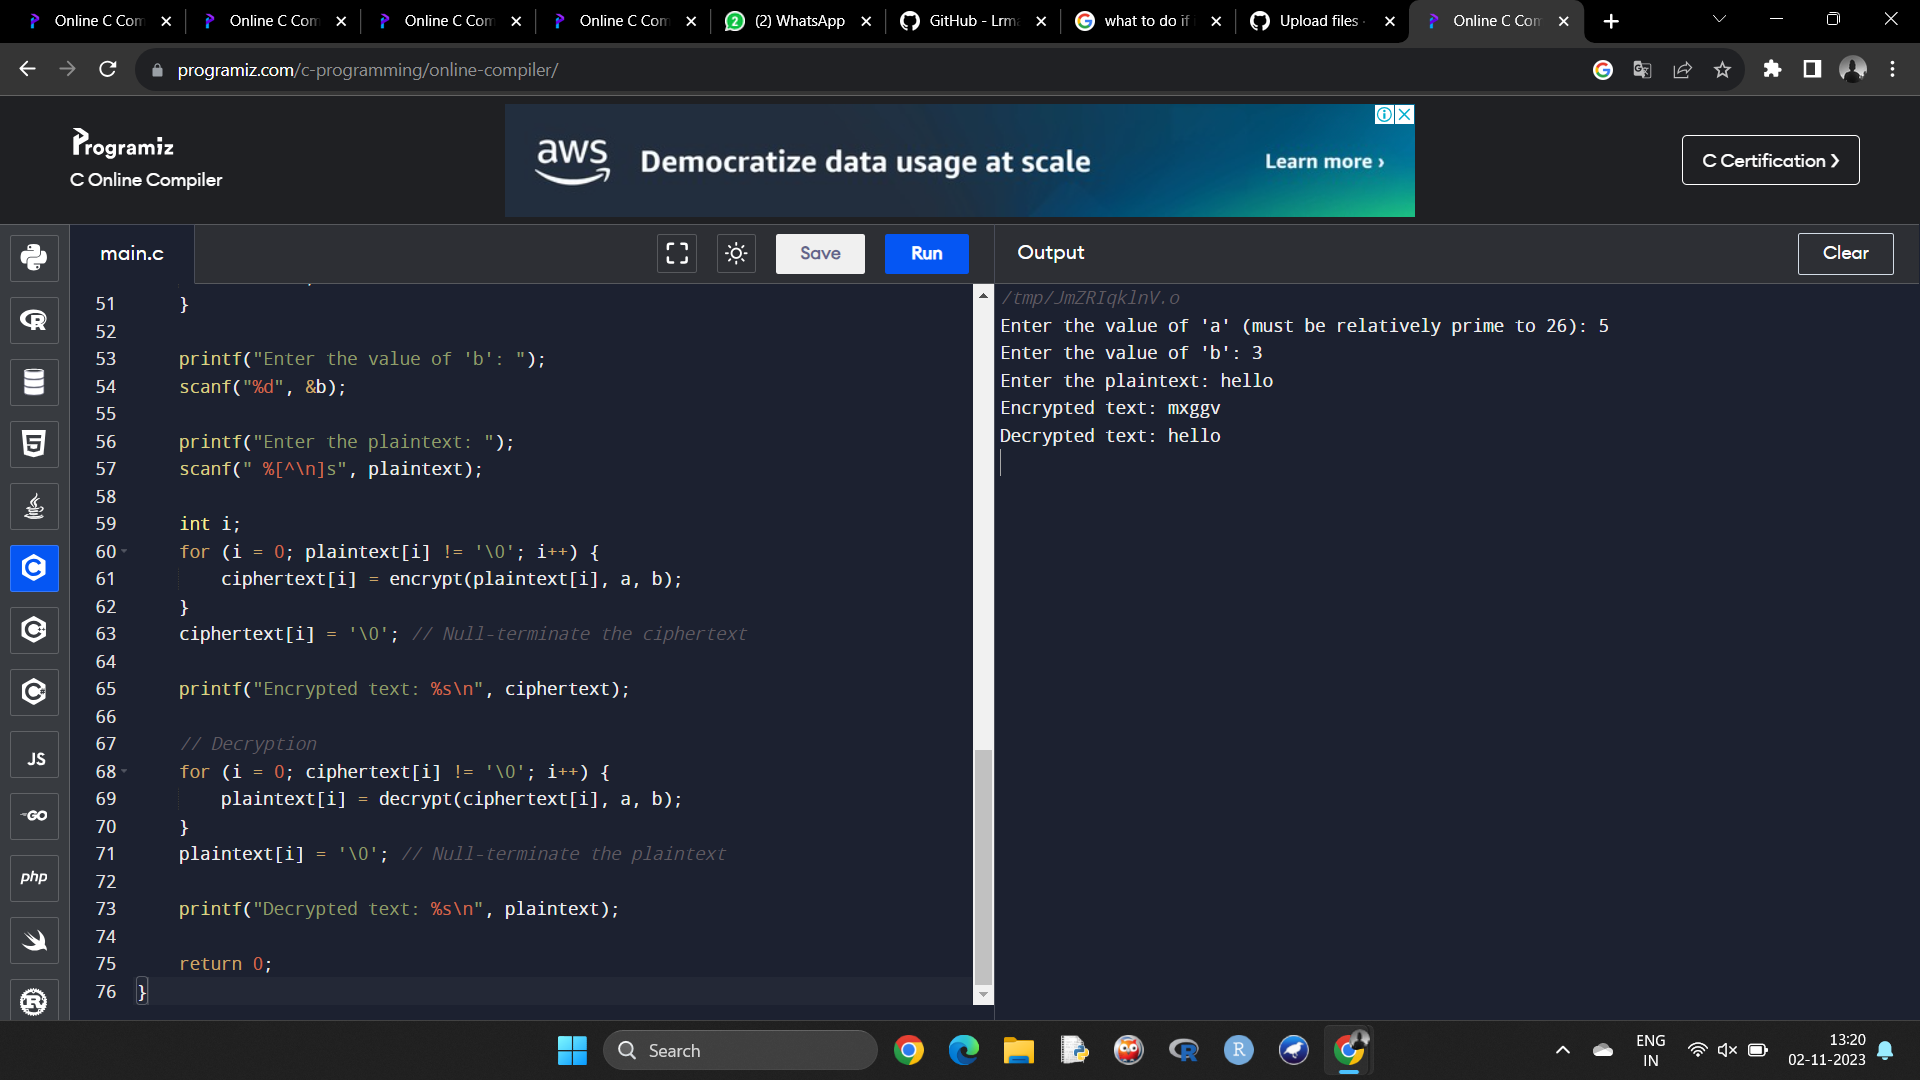 Online C Com
Online C Com
Online C Com
Online C Com
(2) WhatsApp
GitHub - Lrma
what to do if i
Upload files ·
Online C Com
programiz.com/c-programming/online-compiler/
Programiz
C Online Compiler
aws
Democratize data usage at scale
Learn more ›
C Certification ❯
main.c
Save
Run
Output
Clear
51 }
52
53 printf("Enter the value of 'b': ");
54 scanf("%d", &b);
55
56 printf("Enter the plaintext: ");
57 scanf(" %[^\n]s", plaintext);
58
59 int i;
60 for (i = 0; plaintext[i] != '\0'; i++) {
61 ciphertext[i] = encrypt(plaintext[i], a, b);
62 }
63 ciphertext[i] = '\0'; // Null-terminate the ciphertext
64
65 printf("Encrypted text: %s\n", ciphertext);
66
67 // Decryption
68 for (i = 0; ciphertext[i] != '\0'; i++) {
69 plaintext[i] = decrypt(ciphertext[i], a, b);
70 }
71 plaintext[i] = '\0'; // Null-terminate the plaintext
72
73 printf("Decrypted text: %s\n", plaintext);
74
75 return 0;
76 }
/tmp/JmZRIqklnV.o
Enter the value of 'a' (must be relatively prime to 26): 5
Enter the value of 'b': 3
Enter the plaintext: hello
Encrypted text: mxggv
Decrypted text: hello
JS
GO
php
Search
ENG
IN
13:20
02-11-2023